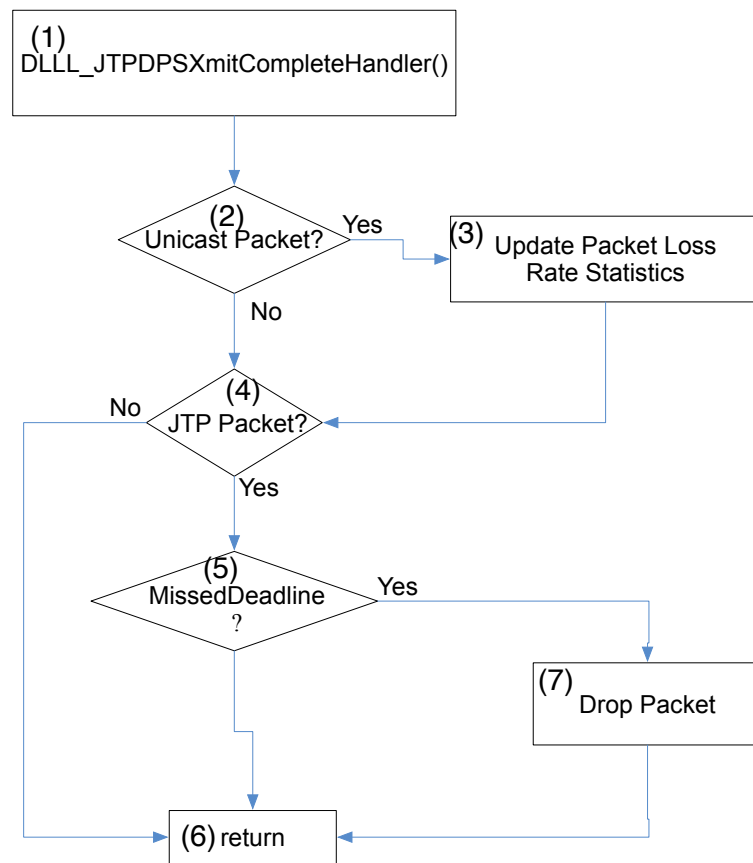 (1)
DLLL_JTPDPSXmitCompleteHandler()
(2)
Unicast Packet?
Yes
(3)
Update Packet Loss
Rate Statistics
No
(4)
JTP Packet?
No
Yes
(5)
MissedDeadline
?
Yes
(7)
Drop Packet
(6) return